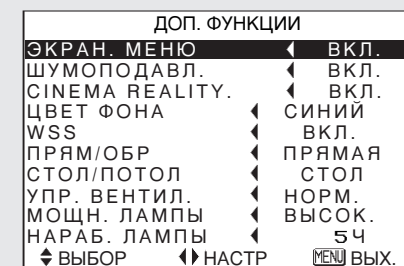 ДОП. ФУНКЦИИ
ЭКРАН. МЕНЮ ВКЛ.
ШУМОПОДАВЛ. ВКЛ.
CINEMA REALITY. ВКЛ.
ЦВЕТ ФОНА СИНИЙ
WSS ВКЛ.
ПРЯМ/ОБР ПРЯМАЯ
СТОЛ/ПОТОЛ СТОЛ
УПР. ВЕНТИЛ. НОРМ.
МОЩН. ЛАМПЫ ВЫСОК.
НАРАБ. ЛАМПЫ 5Ч
ВЫБОР НАСТР MENU ВЫХ.